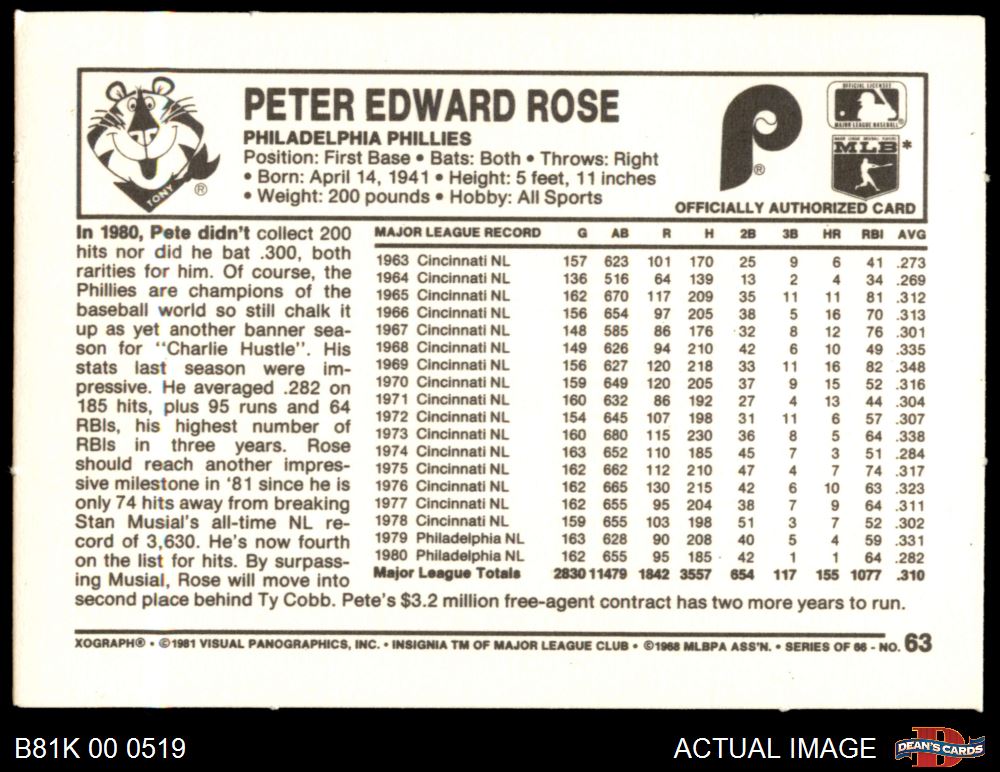 TONY
®
PETER EDWARD ROSE
PHILADELPHIA PHILLIES
Position: First Base • Bats: Both • Throws: Right
• Born: April 14, 1941 • Height: 5 feet, 11 inches
• Weight: 200 pounds • Hobby: All Sports
P
®
OFFICIAL LICENSEE
MAJOR LEAGUE BASEBALL®
MAJOR LEAGUE BASEBALL PLAYERS
MLB*
OFFICIALLY AUTHORIZED CARD
In 1980, Pete didn't collect 200
hits nor did he bat .300, both
rarities for him. Of course, the
Phillies are champions of the
baseball world so still chalk it
up as yet another banner sea-
son for "Charlie Hustle". His
stats last season were im-
pressive. He averaged .282 on
185 hits, plus 95 runs and 64
RBIs, his highest number of
RBIs in three years. Rose
should reach another impres-
sive milestone in '81 since he is
only 74 hits away from breaking
Stan Musial's all-time NL re-
cord of 3,630. He's now fourth
on the list for hits. By surpass-
ing Musial, Rose will move into
second place behind Ty Cobb. Pete's $3.2 million free-agent contract has two more years to run.
MAJOR LEAGUE RECORD G AB R H 2B 3B HR RBI AVG
1963 Cincinnati NL 157 623 101 170 25 9 6 41 .273
1964 Cincinnati NL 136 516 64 139 13 2 4 34 .269
1965 Cincinnati NL 162 670 117 209 35 11 11 81 .312
1966 Cincinnati NL 156 654 97 205 38 5 16 70 .313
1967 Cincinnati NL 148 585 86 176 32 8 12 76 .301
1968 Cincinnati NL 149 626 94 210 42 6 10 49 .335
1969 Cincinnati NL 156 627 120 218 33 11 16 82 .348
1970 Cincinnati NL 159 649 120 205 37 9 15 52 .316
1971 Cincinnati NL 160 632 86 192 27 4 13 44 .304
1972 Cincinnati NL 154 645 107 198 31 11 6 57 .307
1973 Cincinnati NL 160 680 115 230 36 8 5 64 .338
1974 Cincinnati NL 163 652 110 185 45 7 3 51 .284
1975 Cincinnati NL 162 662 112 210 47 4 7 74 .317
1976 Cincinnati NL 162 665 130 215 42 6 10 63 .323
1977 Cincinnati NL 162 655 95 204 38 7 9 64 .311
1978 Cincinnati NL 159 655 103 198 51 3 7 52 .302
1979 Philadelphia NL 163 628 90 208 40 5 4 59 .331
1980 Philadelphia NL 162 655 95 185 42 1 1 64 .282
Major League Totals 2830 11479 1842 3557 654 117 155 1077 .310
XOGRAPH® • ©1981 VISUAL PANOGRAPHICS, INC. • INSIGNIA TM OF MAJOR LEAGUE CLUB • ©1968 MLBPA ASS'N. • SERIES OF 66 - NO. 63
B81K 00 0519
ACTUAL IMAGE
D
DEAN'S CARDS